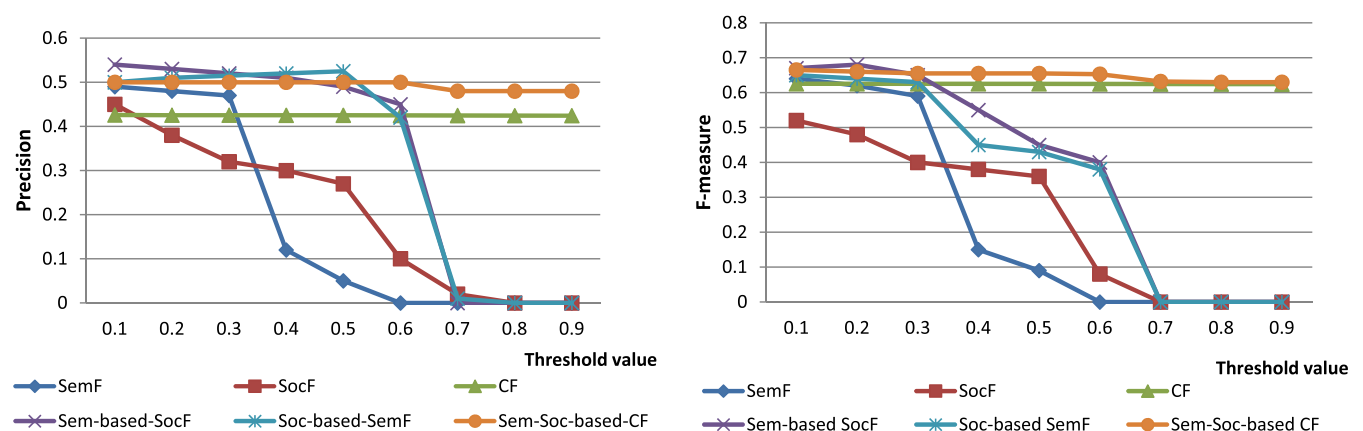 0.6
0.5
0.4
0.3
0.2
0.1
0
Precision
0.1 0.2 0.3 0.4 0.5 0.6 0.7 0.8 0.9
Threshold value
SemF SocF CF
Sem-based-SocF Soc-based-SemF Sem-Soc-based-CF
0.8
0.7
0.6
0.5
0.4
0.3
0.2
0.1
0
F-measure
0.1 0.2 0.3 0.4 0.5 0.6 0.7 0.8 0.9
Threshold value
SemF SocF CF
Sem-based SocF Soc-based SemF Sem-Soc-based CF